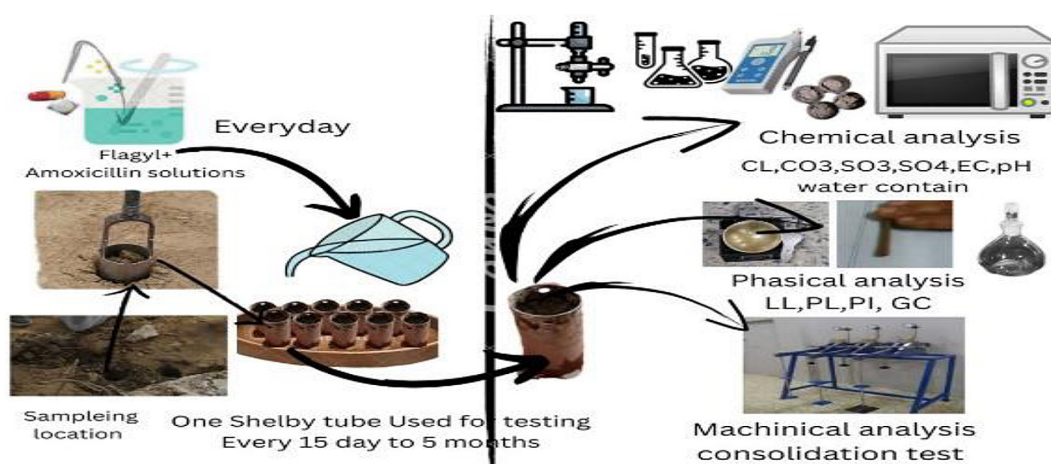 Everyday
Flagyl+
Amoxicillin solutions
Sampleing
location
One Shelby tube Used for testing
Every 15 day to 5 months
Chemical analysis
CL,CO3,SO3,SO4,EC,pH
water contain
Phasical analysis
LL,PL,PI, GC
Machinical analysis
consolidation test